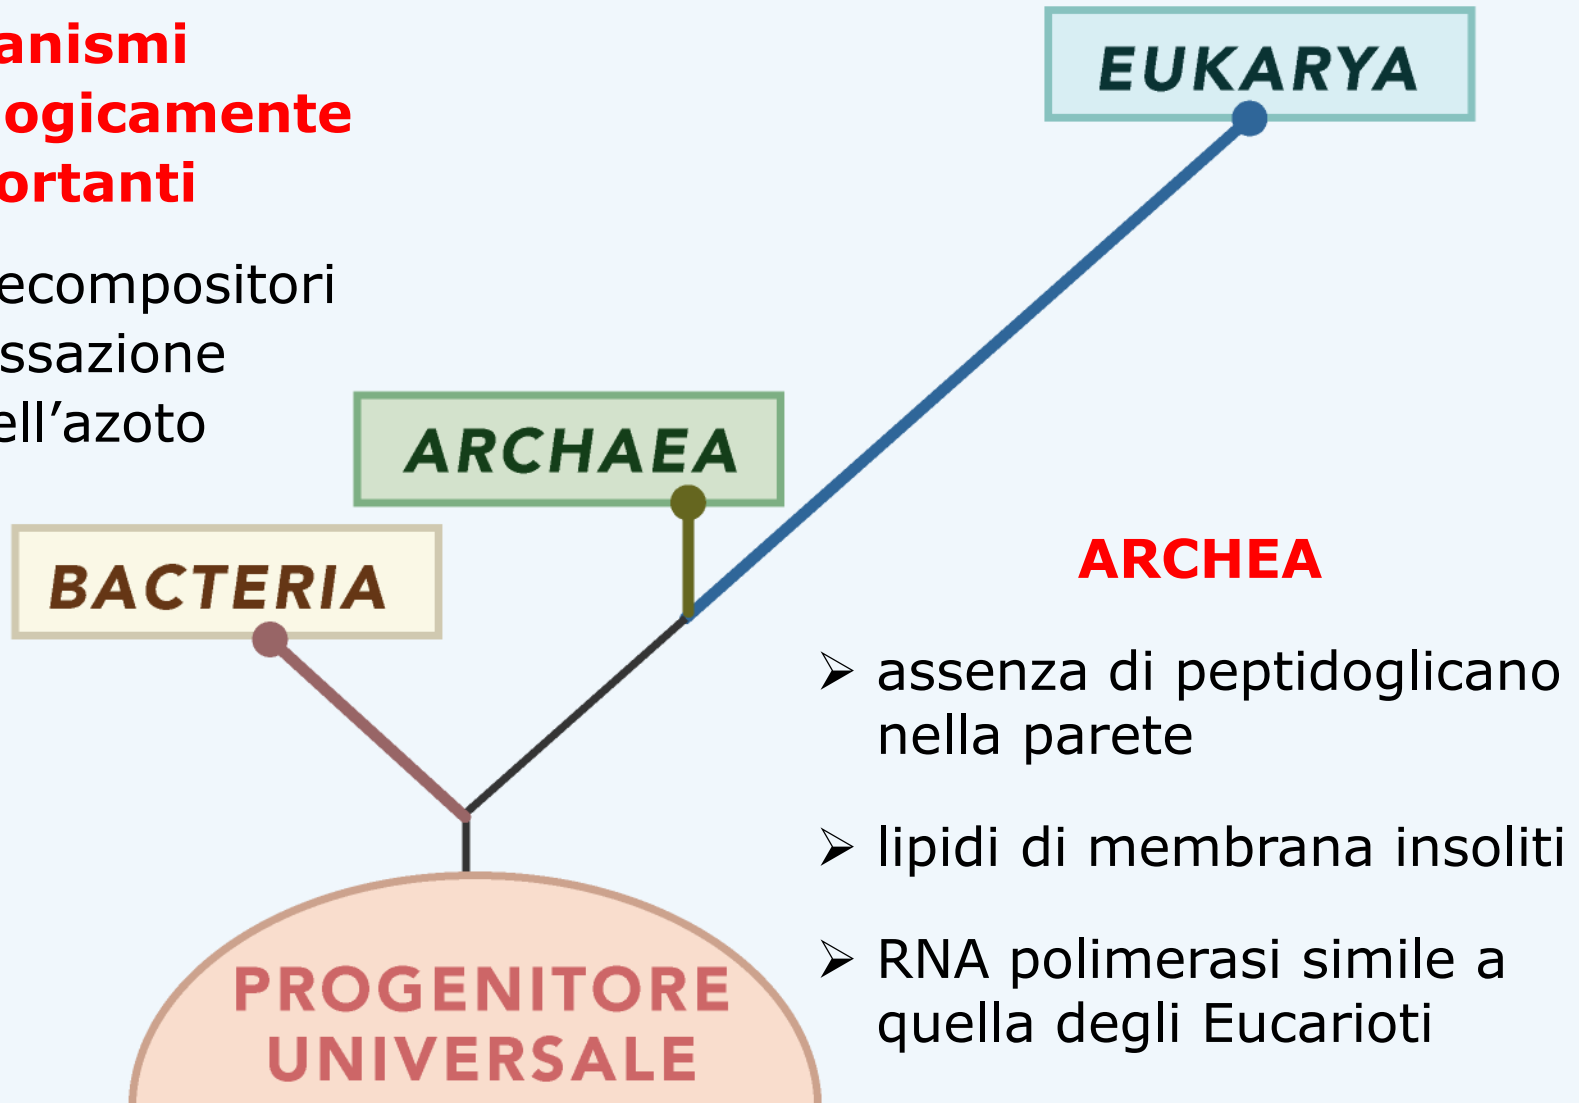 anismi
logicamente
ortanti
ecompositori
ssazione
ell'azoto
EUKARYA
ARCHAEA
BACTERIA
PROGENITORE
UNIVERSALE
ARCHEA
➢ assenza di peptidoglicano
nella parete
➢ lipidi di membrana insoliti
➢ RNA polimerasi simile a
quella degli Eucarioti